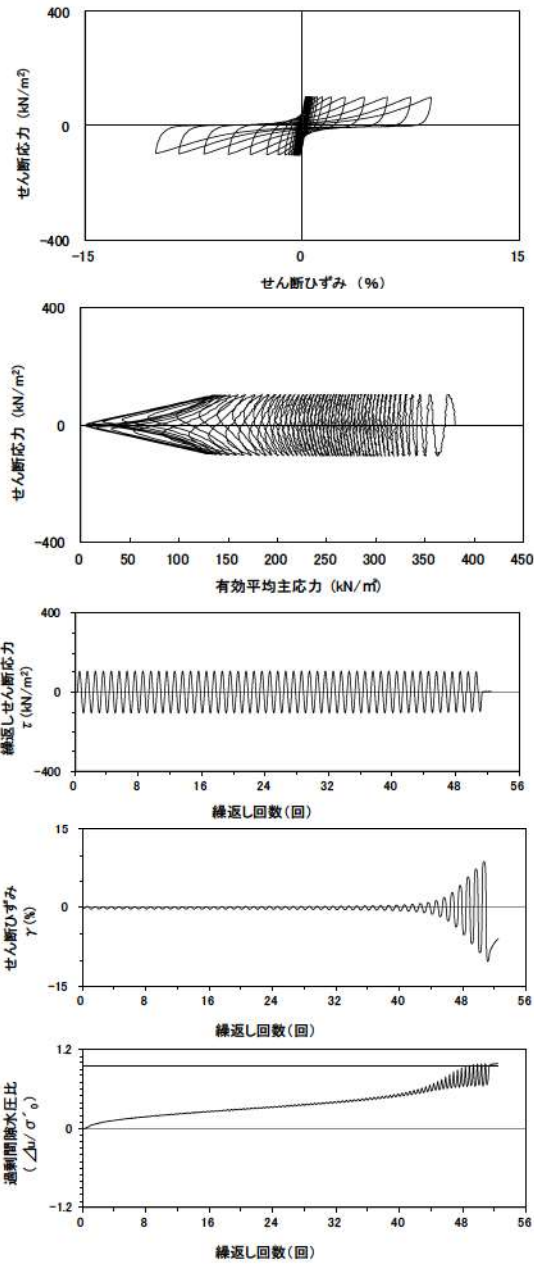 400
せん断応力 (kN/m²)
0
-400
-15
0
15
せん断ひずみ (%)
400
せん断応力 (kN/m²)
0
-400
0 50 100 150 200 250 300 350 400 450
有効平均主応力 (kN/㎡)
400
繰返しせん断応力
τ(kN/m²)
0
-400
0 8 16 24 32 40 48 56
繰返し回数(回)
15
せん断ひずみ
γ(%)
0
-15
0 8 16 24 32 40 48 56
繰返し回数(回)
1.2
過剰間隙水圧比
(⊿u/σ´₀)
0
-1.2
0 8 16 24 32 40 48 56
繰返し回数(回)